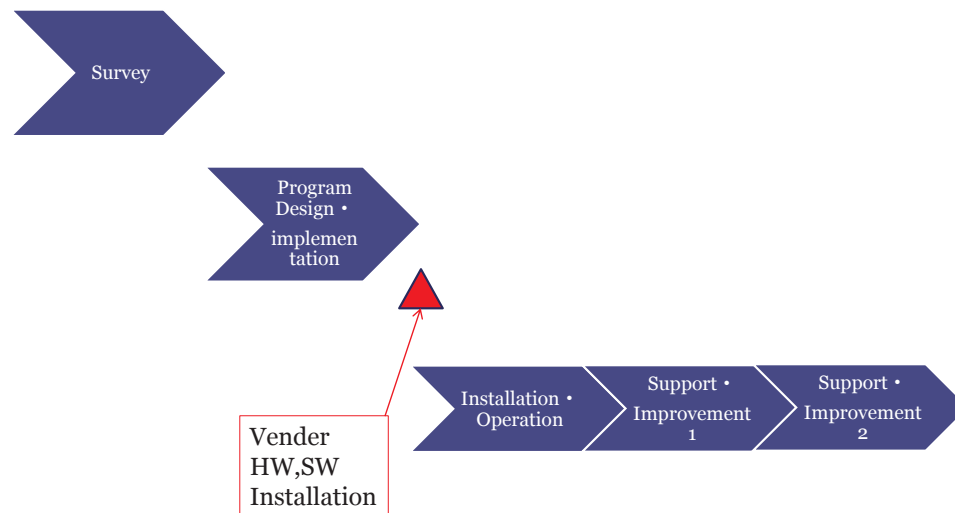 Survey
Program
Design・
implemen
tation
Vender
HW,SW
Installation
Installation・
Operation
Support・
Improvement
1
Support・
Improvement
2